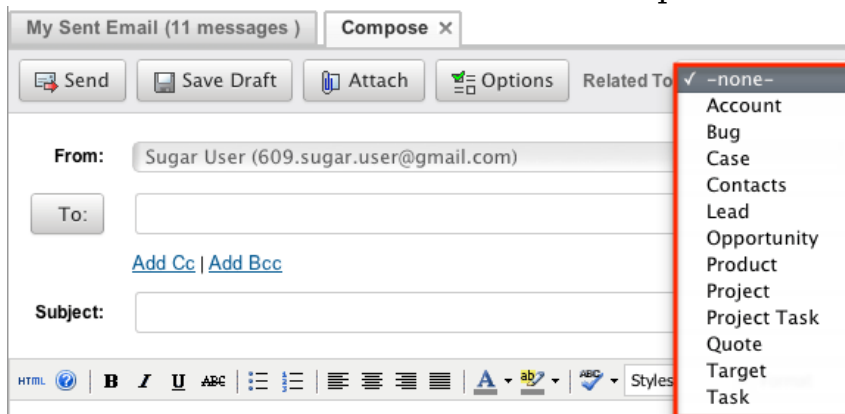 My Sent Email (11 messages )
Compose ×
Send
Save Draft
Attach
Options
Related To
✓ -none-
Account
Bug
Case
Contacts
Lead
Opportunity
Product
Project
Project Task
Quote
Target
Task
From:
Sugar User (609.sugar.user@gmail.com)
To:
Add Cc | Add Bcc
Subject:
HTML
B I U ABC
A
ab
ABC
Styles